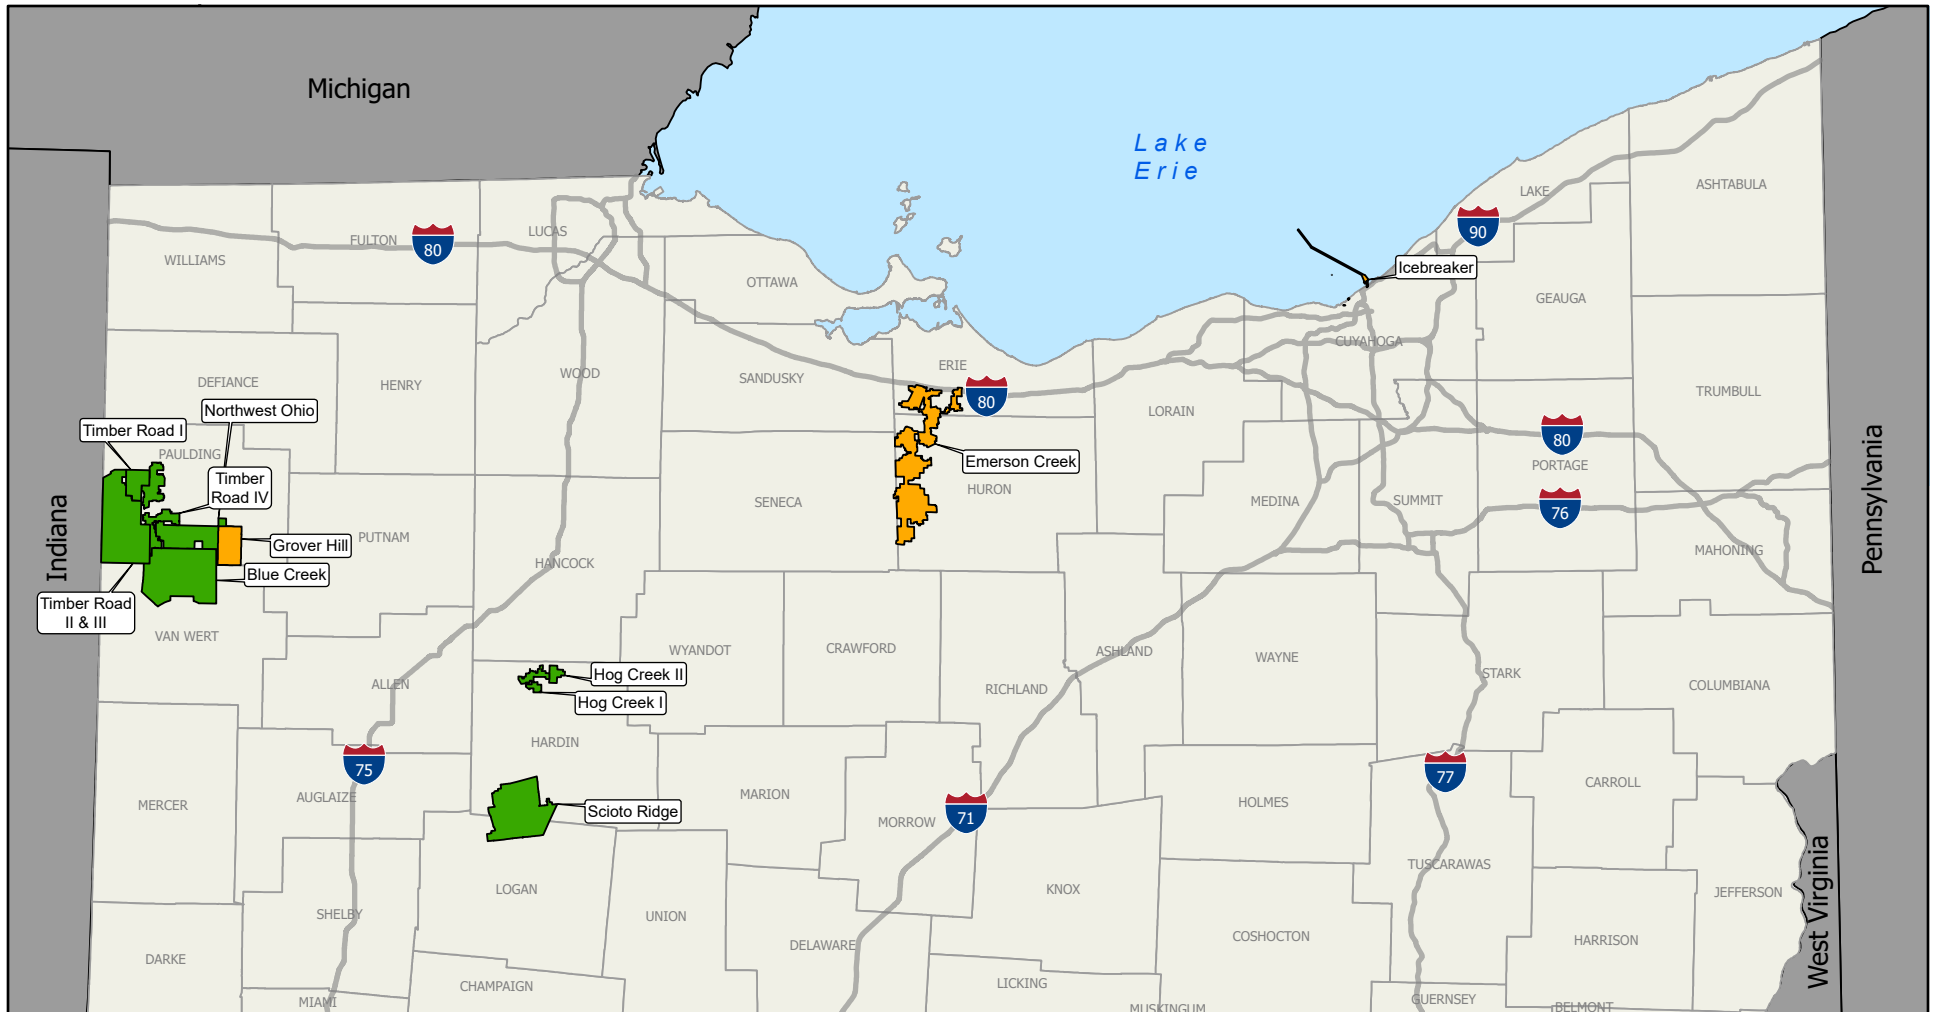 Michigan
Lake
Erie
LAKE
ASHTABULA
90
FULTON
80
LUCAS
WILLIAMS
Icebreaker
OTTAWA
GEAUGA
CUYAHOGA
ERIE
WOOD
SANDUSKY
DEFIANCE
HENRY
80
LORAIN
TRUMBULL
Northwest Ohio
Timber Road I
PAULDING
80
Emerson Creek
PORTAGE
Timber
Road IV
HURON
SENECA
MEDINA
SUMMIT
76
Pennsylvania
Indiana
PUTNAM
Grover Hill
MAHONING
HANCOCK
Blue Creek
Timber Road
II & III
VAN WERT
WYANDOT
CRAWFORD
ASHLAND
WAYNE
Hog Creek II
STARK
ALLEN
RICHLAND
COLUMBIANA
Hog Creek I
HARDIN
75
77
CARROLL
AUGLAIZE
MARION
MERCER
HOLMES
Scioto Ridge
71
MORROW
TUSCARAWAS
LOGAN
KNOX
JEFFERSON
West Virginia
SHELBY
UNION
COSHOCTON
HARRISON
DELAWARE
DARKE
CHAMPAIGN
LICKING
MIAMI
GUERNSEY
MUSKINGUM
BELMONT